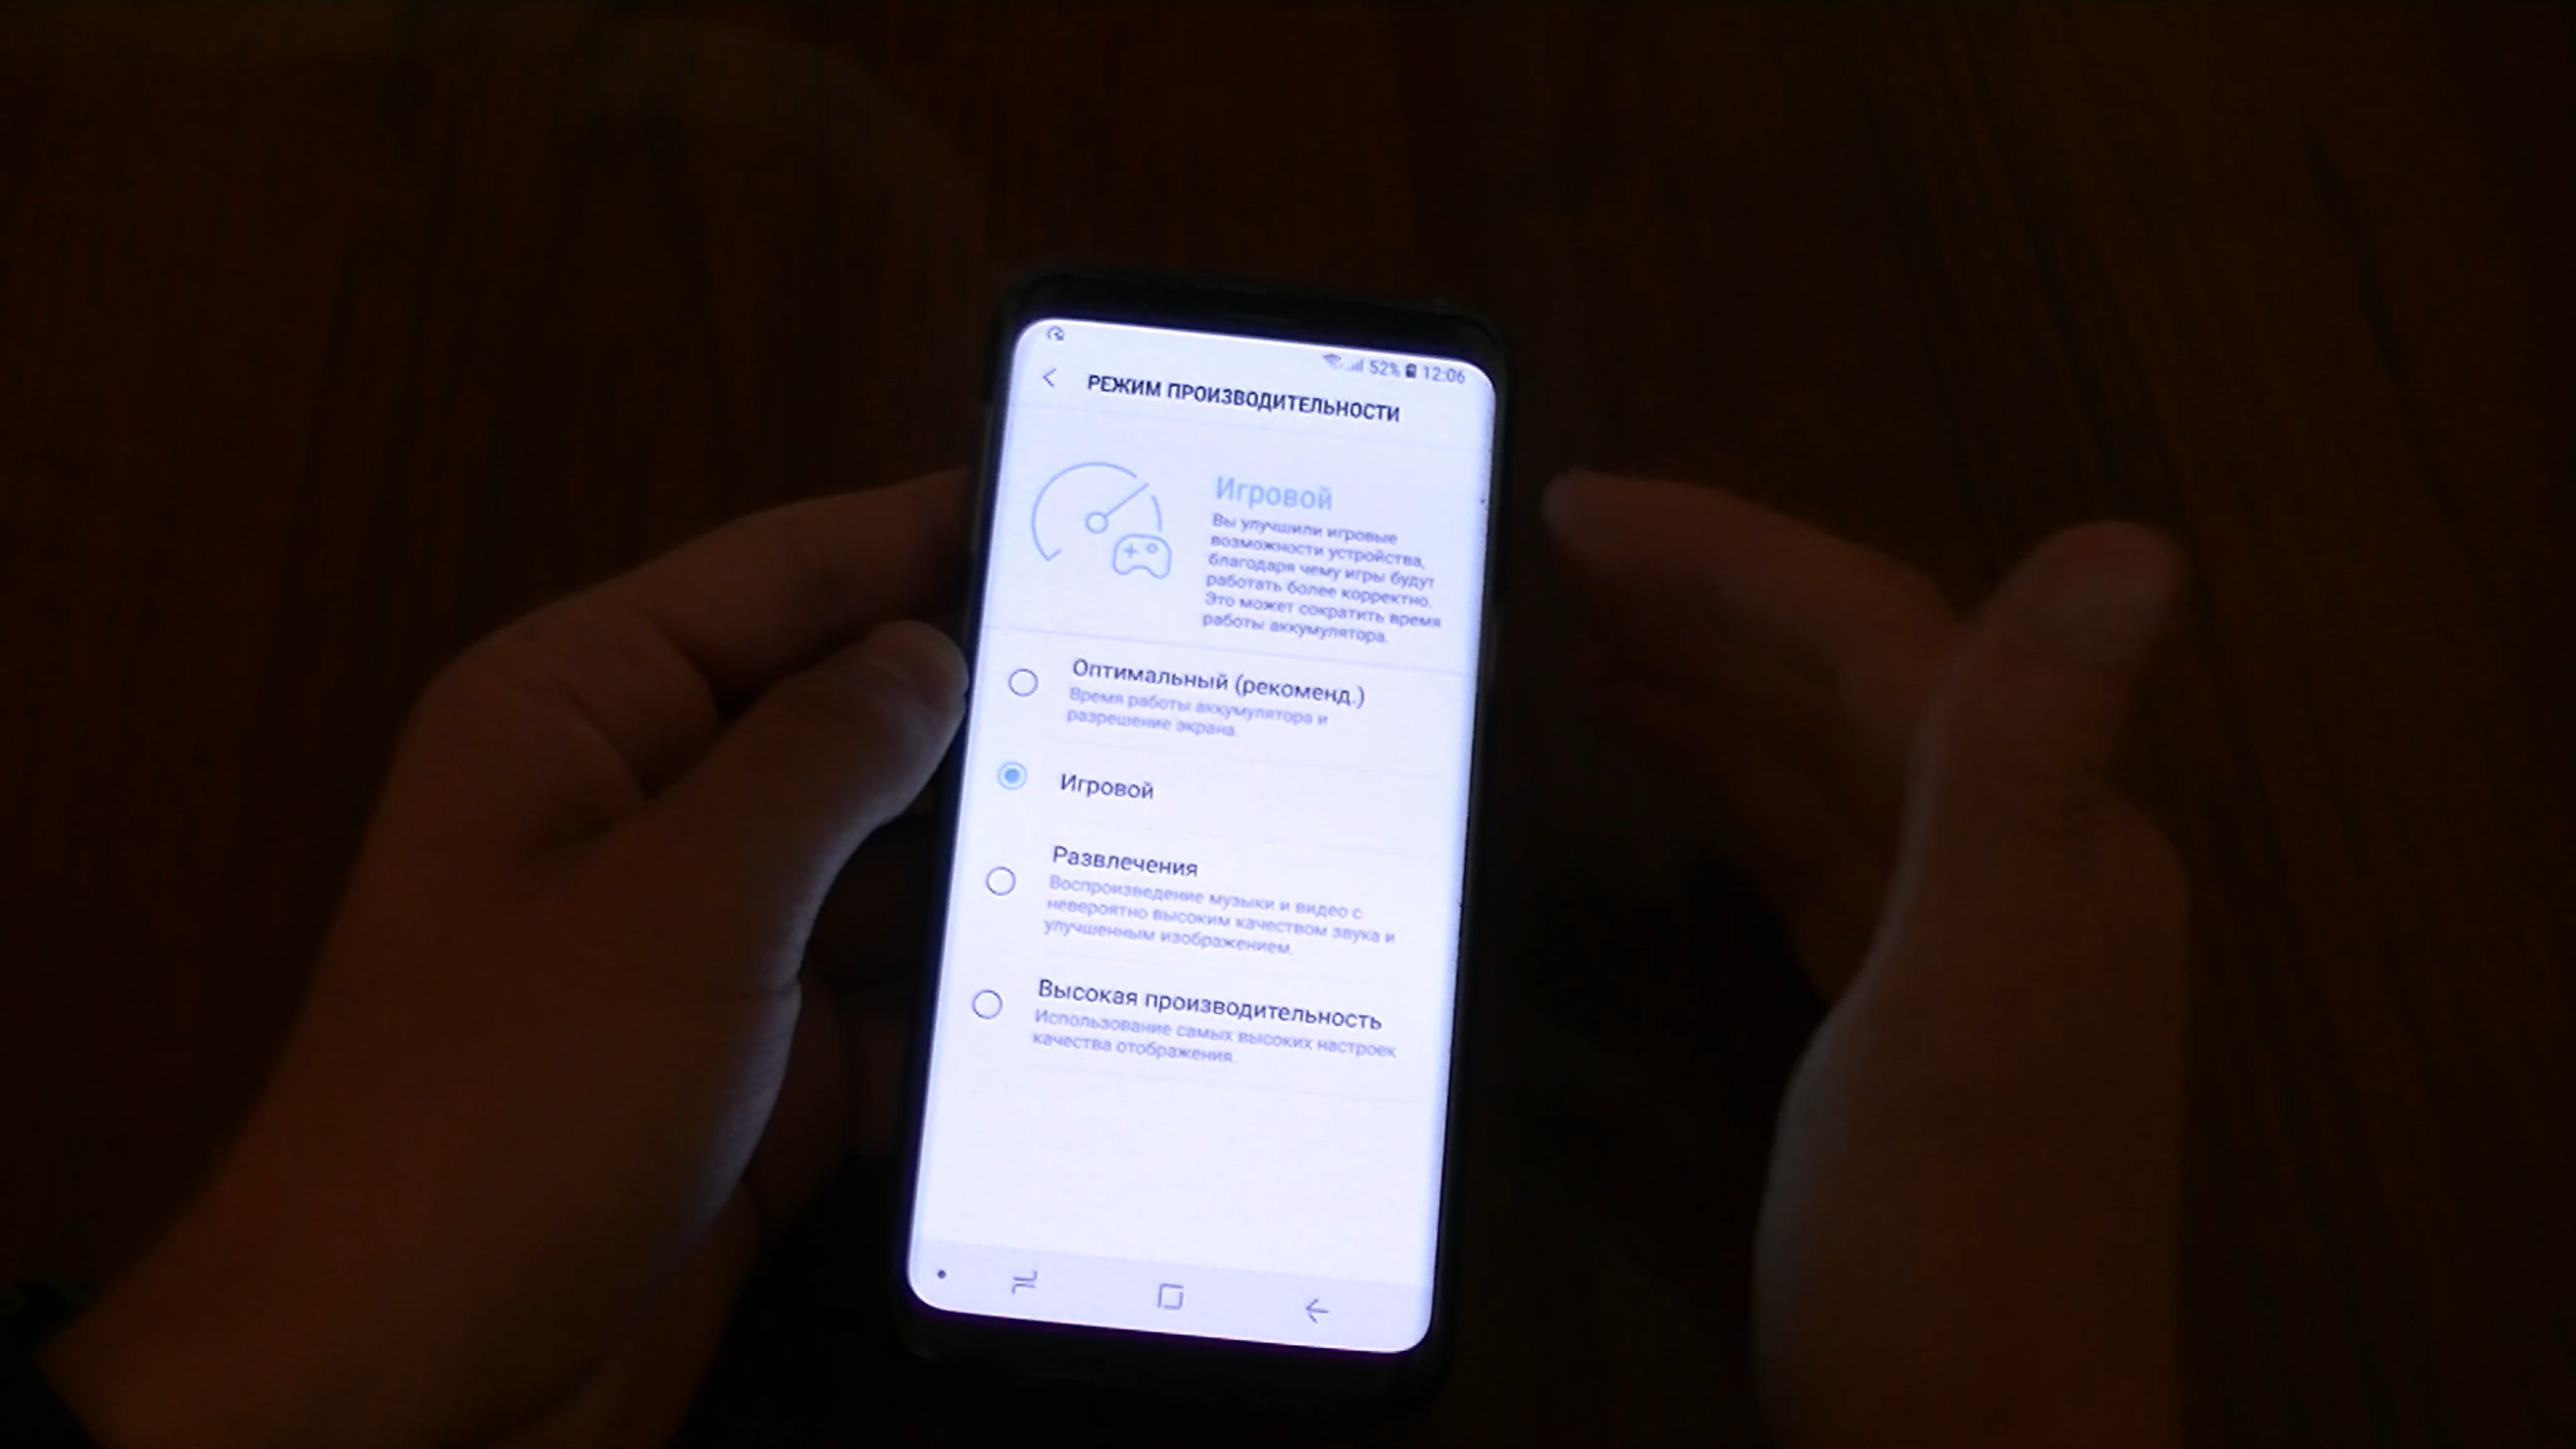 52% 12:06
РЕЖИМ ПРОИЗВОДИТЕЛЬНОСТИ
Игровой
Вы улучшили игровые
возможности устройства,
благодаря чему игры будут
работать более корректно.
Это может сократить время
работы аккумулятора.
Оптимальный (рекоменд.)
Время работы аккумулятора и
разрешение экрана.
Игровой
Развлечения
Воспроизведение музыки и видео с
невероятно высоким качеством звука и
улучшенным изображением.
Высокая производительность
Использование самых высоких настроек
качества отображения.